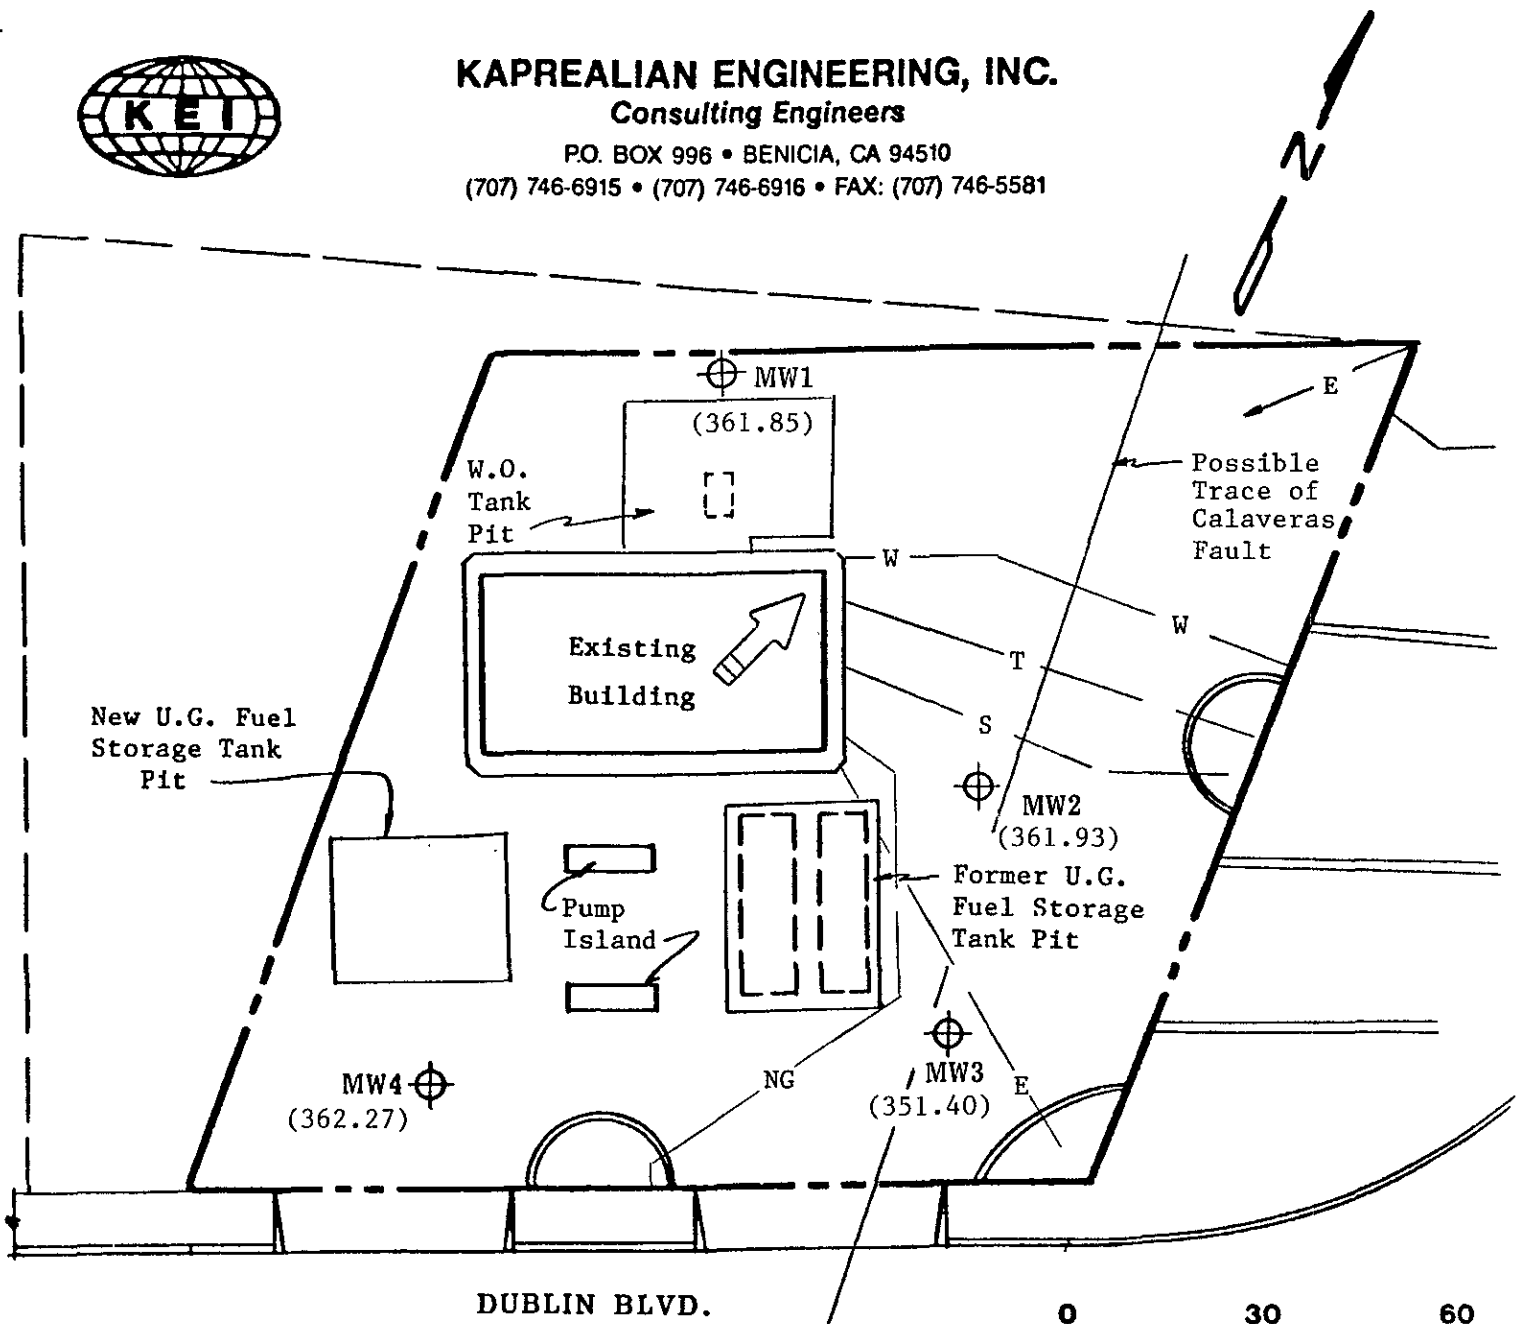 KEI
KAPREALIAN ENGINEERING, INC.
Consulting Engineers
P.O. BOX 996 • BENICIA, CA 94510
(707) 746-6915 • (707) 746-6916 • FAX: (707) 746-5581
N
MW1
(361.85)
E
W.O.
Tank
Pit
Possible
Trace of
Calaveras
Fault
W
W
Existing
Building
T
S
New U.G. Fuel
Storage Tank
Pit
MW2
(361.93)
Pump
Island
Former U.G.
Fuel Storage
Tank Pit
MW4
(362.27)
NG
MW3
(351.40)
E
DUBLIN BLVD.
0 30 60